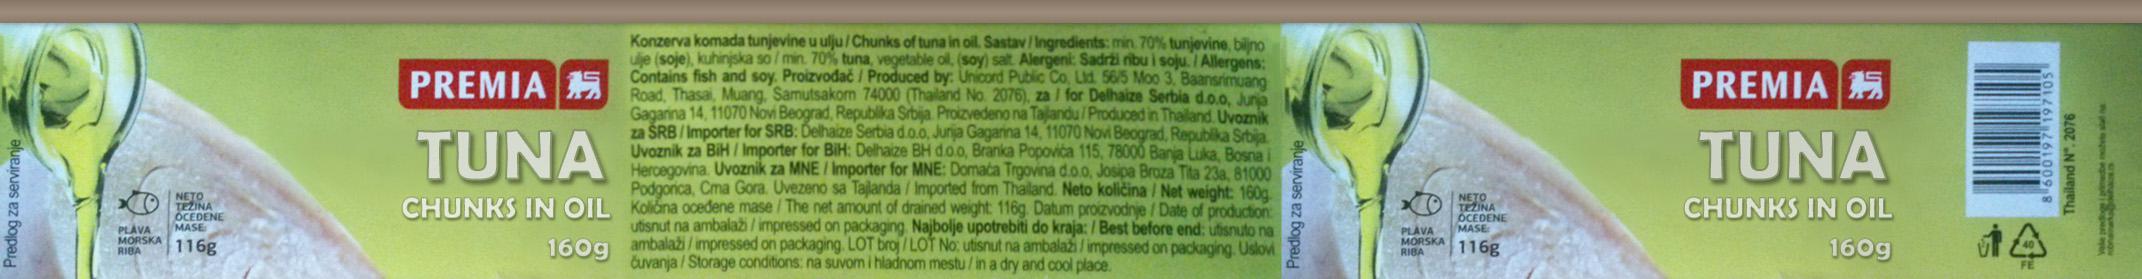 Predlog za serviranje
PREMIA
TUNA
CHUNKS IN OIL
160g
PLAVA
MORSKA
RIBA
NETO
TEŽINA
OCEĐENE
MASE:
116g
Konzerva komada tunjevine u ulju / Chunks of tuna in oil. Sastav / Ingredients: min. 70% tunjevine, biljno
ulje (soje), kuhinjska so / min. 70% tuna, vegetable oil, (soy) salt. Alergeni: Sadrži ribu i soju. / Allergens:
Contains fish and soy. Proizvođač / Produced by: Unicord Public Co, Ltd. 56/5 Moo 3, Baansrimuang
Road, Thasai, Muang, Samutsakorn 74000 (Thailand No. 2076), za / for Delhaize Serbia d.o.o, Jurija
Gagarina 14, 11070 Novi Beograd, Republika Srbija. Proizvedeno na Tajlandu / Produced in Thailand. Uvoznik
za SRB / Importer for SRB: Delhaize Serbia d.o.o, Jurija Gagarina 14, 11070 Novi Beograd, Republika Srbija.
Uvoznik za BiH / Importer for BiH: Delhaize BH d.o.o, Branka Popovića 115, 78000 Banja Luka, Bosna i
Hercegovina. Uvoznik za MNE / Importer for MNE: Domaća Trgovina d.o.o, Josipa Broza Tita 23a, 81000
Podgorica, Crna Gora. Uvezeno sa Tajlanda / Imported from Thailand. Neto količina / Net weight: 160g.
Količina oceđene mase / The net amount of drained weight: 116g. Datum proizvodnje / Date of production:
utisnut na ambalaži / impressed on packaging. Najbolje upotrebiti do kraja: / Best before end: utisnuto na
ambalaži / impressed on packaging. LOT broj / LOT No: utisnut na ambalaži / impressed on packaging. Uslovi
čuvanja / Storage conditions: na suvom i hladnom mestu / in a dry and cool place.
Predlog za serviranje
PREMIA
TUNA
CHUNKS IN OIL
160g
PLAVA
MORSKA
RIBA
NETO
TEŽINA
OCEĐENE
MASE:
116g
8 600197 197105
Thailand N°. 2076
40
FE